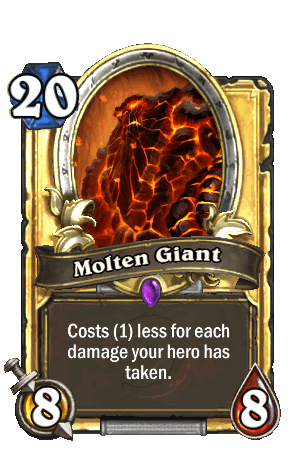 20
Molten Giant
Costs (1) less for each
damage your hero has
taken.
8
8